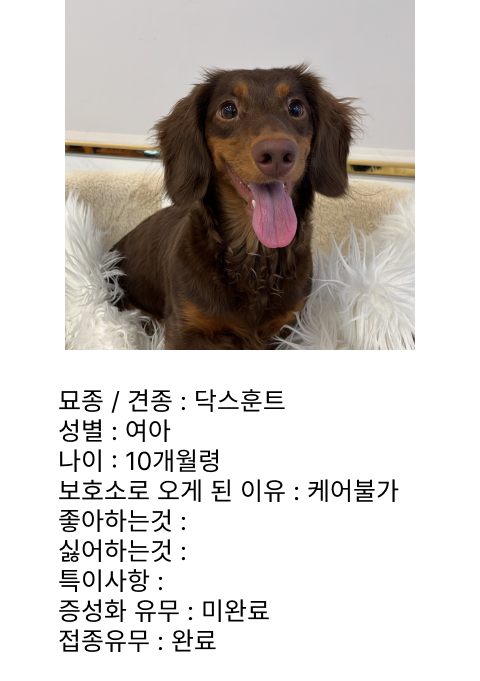 묘종 / 견종 : 닥스훈트
성별 : 여아
나이 : 10개월령
보호소로 오게 된 이유 : 케어불가
좋아하는것 :
싫어하는것 :
특이사항 :
증성화 유무 : 미완료
접종유무 : 완료